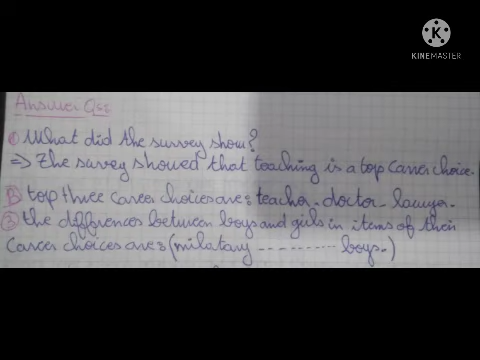 KINEMASTER
Answer Qs:
① What did the survey show?
⇒ The survey showed that teaching is a top Career choice.
② top three career choices are: teacher - doctor - lawyer.
③ the differences between boys and girls in items of their
Career choices are: (milatary ---------- boys.)